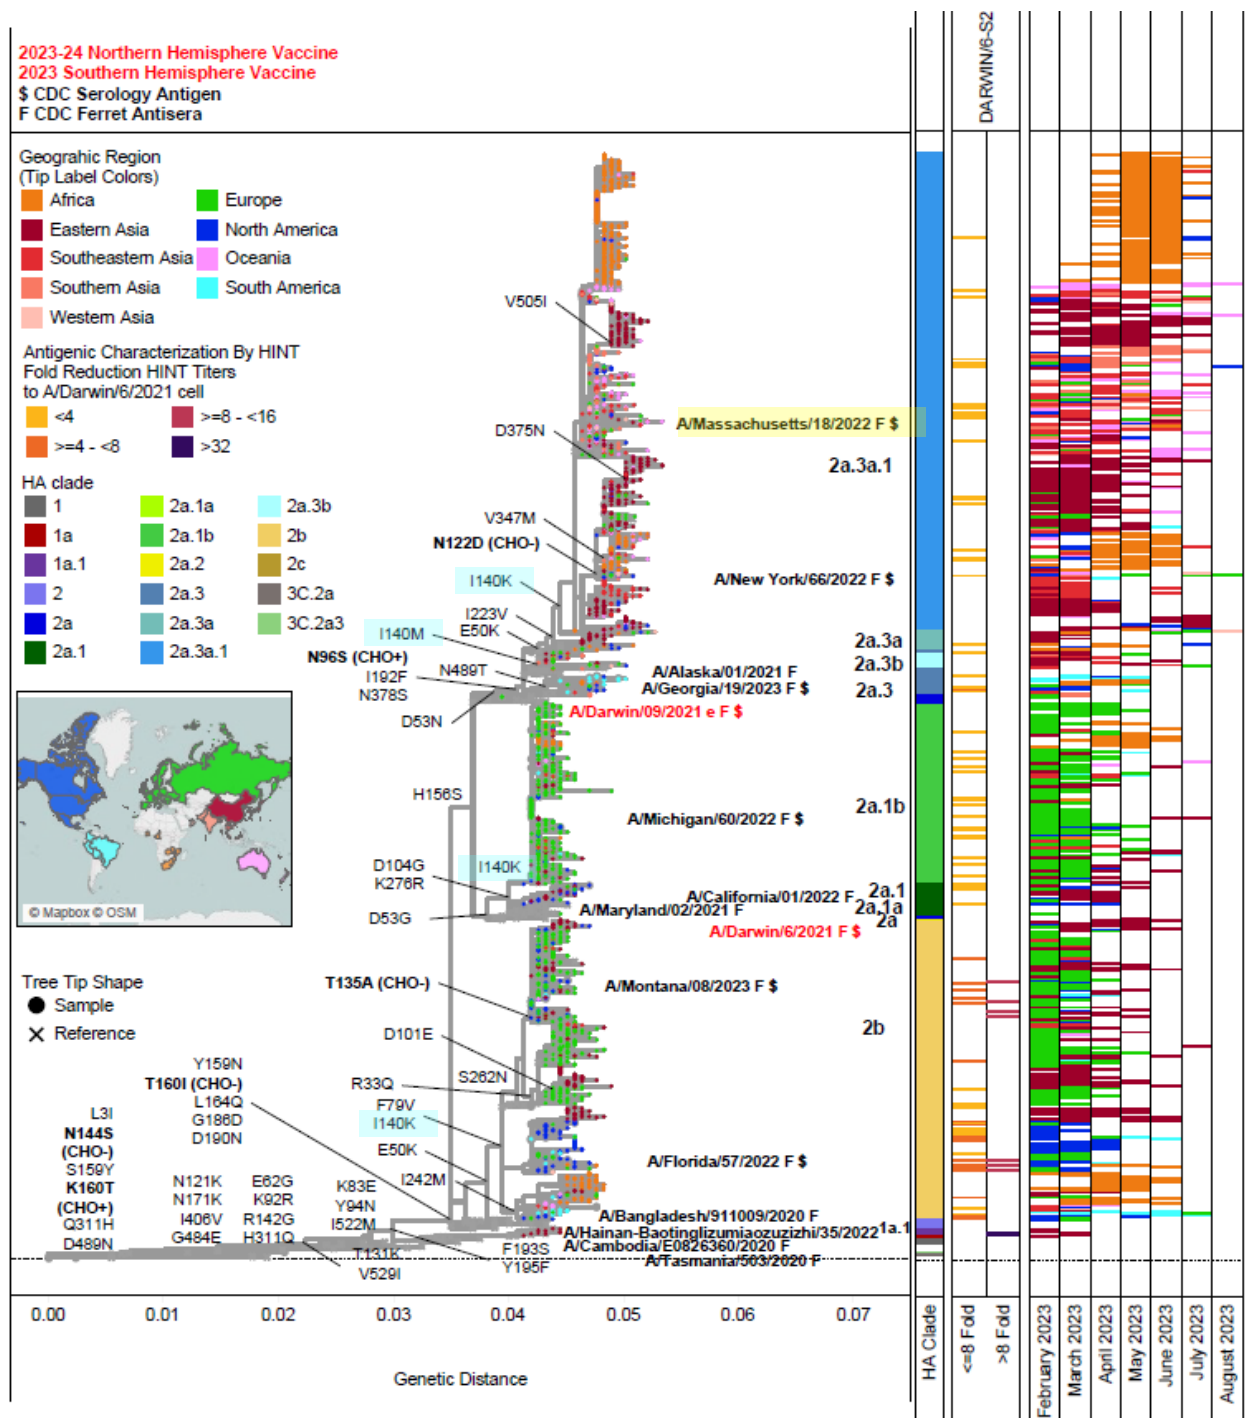 2023-24 Northern Hemisphere Vaccine
2023 Southern Hemisphere Vaccine
$ CDC Serology Antigen
F CDC Ferret Antisera
DARWIN/6-S2
Geograhic Region
(Tip Label Colors)
Africa
Europe
Eastern Asia
North America
Southeastern Asia
Oceania
Southern Asia
South America
Western Asia
Antigenic Characterization By HINT
Fold Reduction HINT Titers
to A/Darwin/6/2021 cell
<4
>=8 - <16
>=4 - <8
>32
HA clade
1
2a.1a
2a.3b
1a
2a.1b
2b
1a.1
2a.2
2c
2
2a.3
3C.2a
2a
2a.3a
3C.2a3
2a.1
2a.3a.1
© Mapbox © OSM
Tree Tip Shape
Sample
Reference
V505I
A/Massachusetts/18/2022 F $
D375N
2a.3a.1
V347M
N122D (CHO-)
A/New York/66/2022 F $
I140K
I223V
E50K
I140M
2a.3a
N96S (CHO+)
2a.3b
N489T
A/Alaska/01/2021 F
I192F
A/Georgia/19/2023 F $
2a.3
N378S
A/Darwin/09/2021 e F $
D53N
H156S
2a.1b
A/Michigan/60/2022 F $
D104G
I140K
K276R
A/California/01/2022 F
2a.1
A/Maryland/02/2021 F
2a.1a
D53G
2a
A/Darwin/6/2021 F $
T135A (CHO-)
A/Montana/08/2023 F $
D101E
2b
S262N
R33Q
F79V
I140K
E50K
A/Florida/57/2022 F $
I242M
Y159N
T160I (CHO-)
L164Q
G186D
D190N
L3I
N144S
(CHO-)
S159Y
K160T
(CHO+)
Q311H
D489N
N121K
N171K
I406V
G484E
E62G
K92R
R142G
H311Q
K83E
Y94N
I522M
T131K
V529I
F193S
Y195F
A/Bangladesh/911009/2020 F
A/Hainan-Baotinglizumiaozuzizhi/35/2022
1a.1
A/Cambodia/E0826360/2020 F
A/Tasmania/503/2020 F
0.00
0.01
0.02
0.03
0.04
0.05
0.06
0.07
Genetic Distance
HA Clade
<=8 Fold
>8 Fold
February 2023
March 2023
April 2023
May 2023
June 2023
July 2023
August 2023